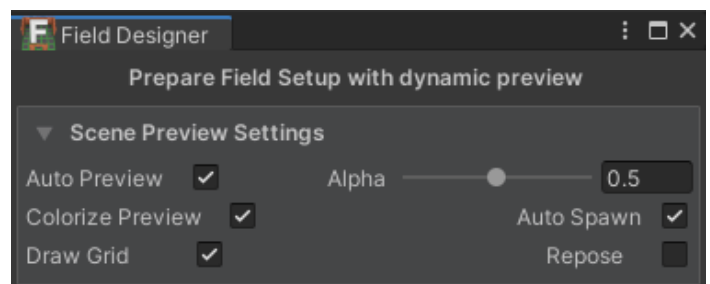 F Field Designer
Prepare Field Setup with dynamic preview
Scene Preview Settings
Auto Preview Alpha 0.5
Colorize Preview Auto Spawn
Draw Grid Repose